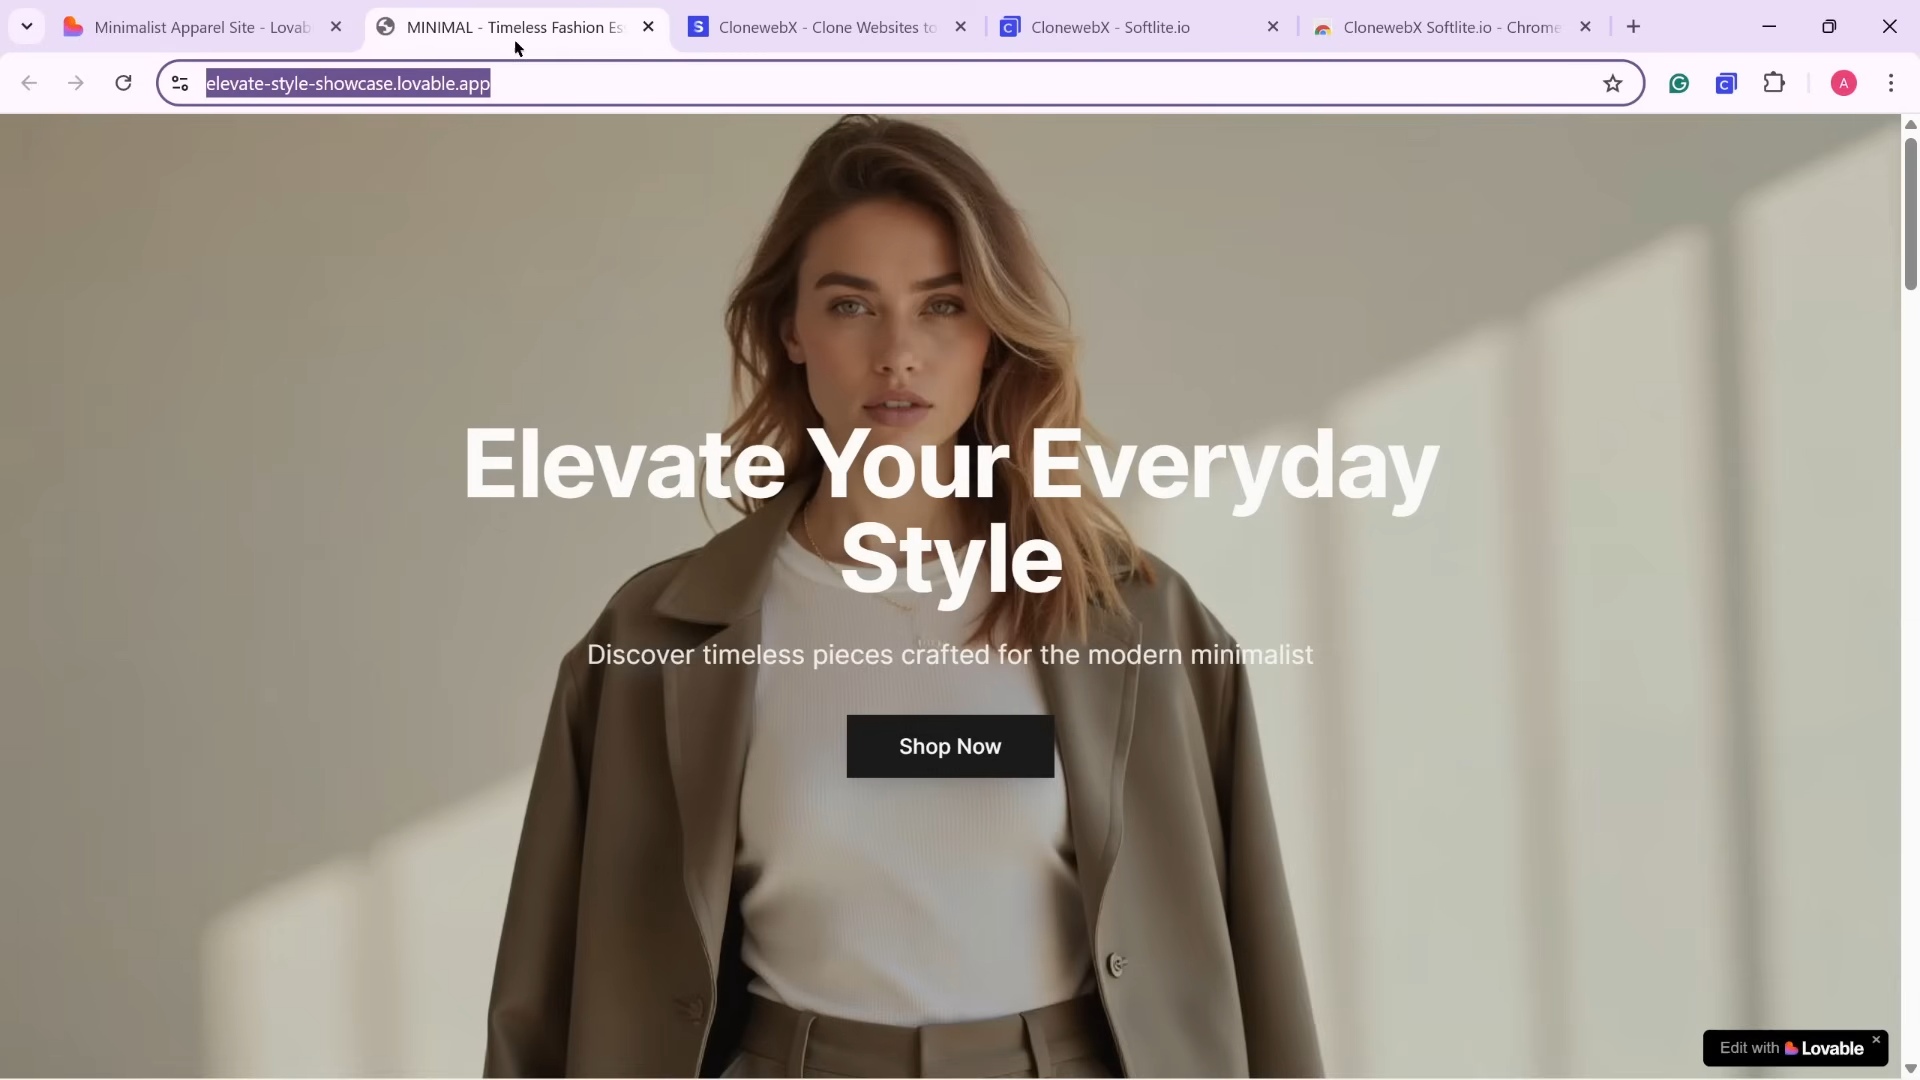 Minimalist Apparel Site - Lovab
MINIMAL - Timeless Fashion Es
S
ClonewebX - Clone Websites to
C
ClonewebX - Softlite.io
ClonewebX Softlite.io - Chrome
elevate-style-showcase.lovable.app
G
C
A
Elevate Your Everyday
Style
Discover timeless pieces crafted for the modern minimalist
Shop Now
Edit with Lovable